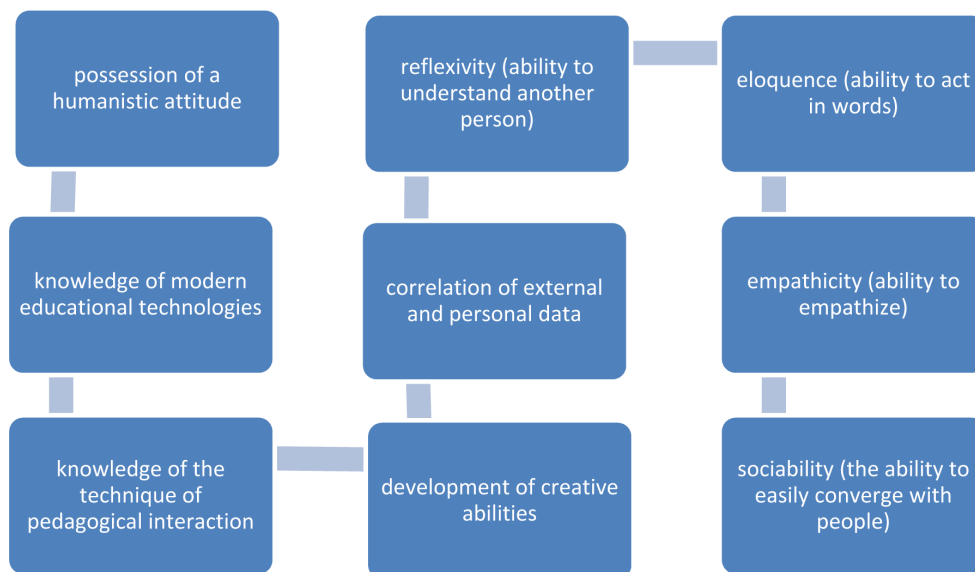 possession of a
humanistic attitude
knowledge of modern
educational technologies
knowledge of the
technique of
pedagogical interaction
development of creative
abilities
correlation of external
and personal data
reflexivity (ability to
understand another
person)
eloquence (ability to act
in words)
empathicity (ability to
empathize)
sociability (the ability to
easily converge with
people)